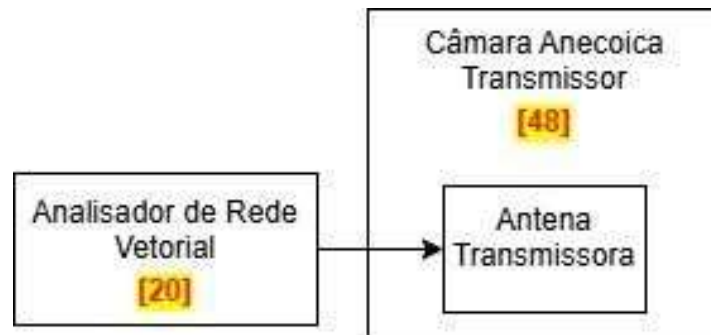 Câmara Anecoica
Transmissor
[48]
Analisador de Rede
Vetorial
[20]
Antena
Transmissora